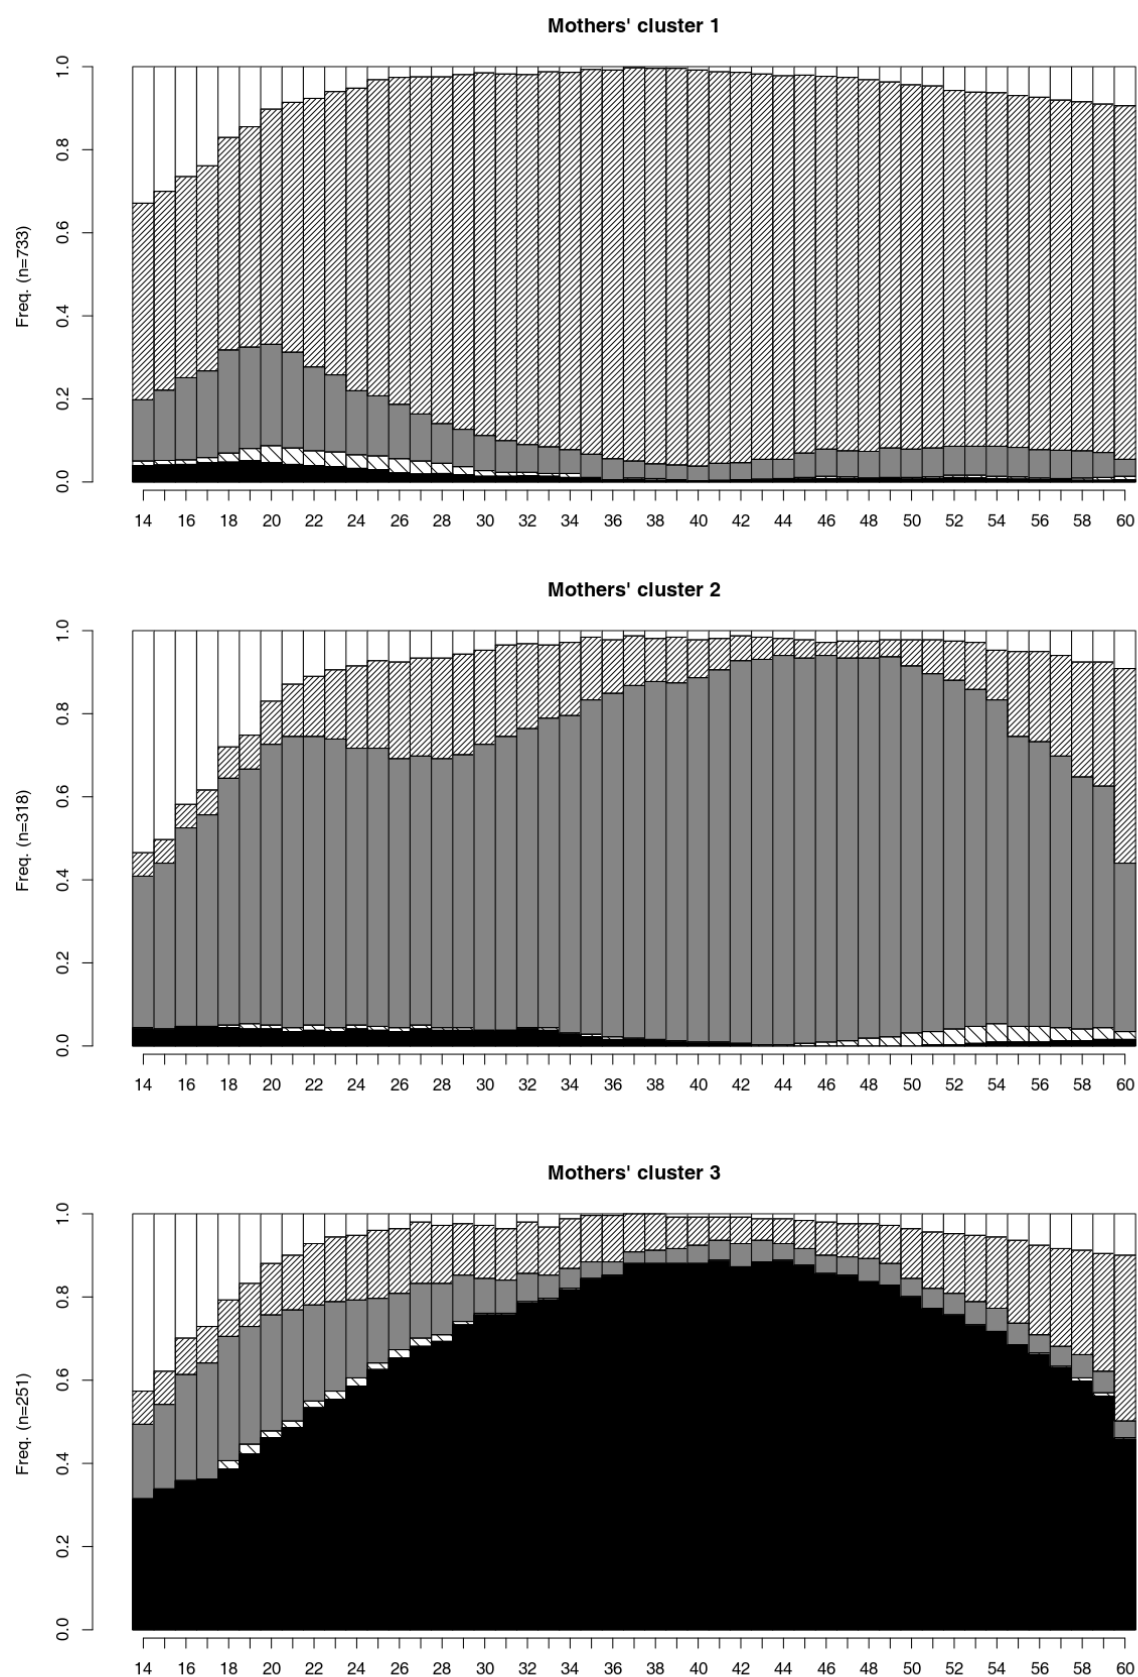 Mothers' cluster 1
Freq. (n=733)
0.0 0.2 0.4 0.6 0.8 1.0
14 16 18 20 22 24 26 28 30 32 34 36 38 40 42 44 46 48 50 52 54 56 58 60
Mothers' cluster 2
Freq. (n=318)
0.0 0.2 0.4 0.6 0.8 1.0
14 16 18 20 22 24 26 28 30 32 34 36 38 40 42 44 46 48 50 52 54 56 58 60
Mothers' cluster 3
Freq. (n=251)
0.0 0.2 0.4 0.6 0.8 1.0
14 16 18 20 22 24 26 28 30 32 34 36 38 40 42 44 46 48 50 52 54 56 58 60